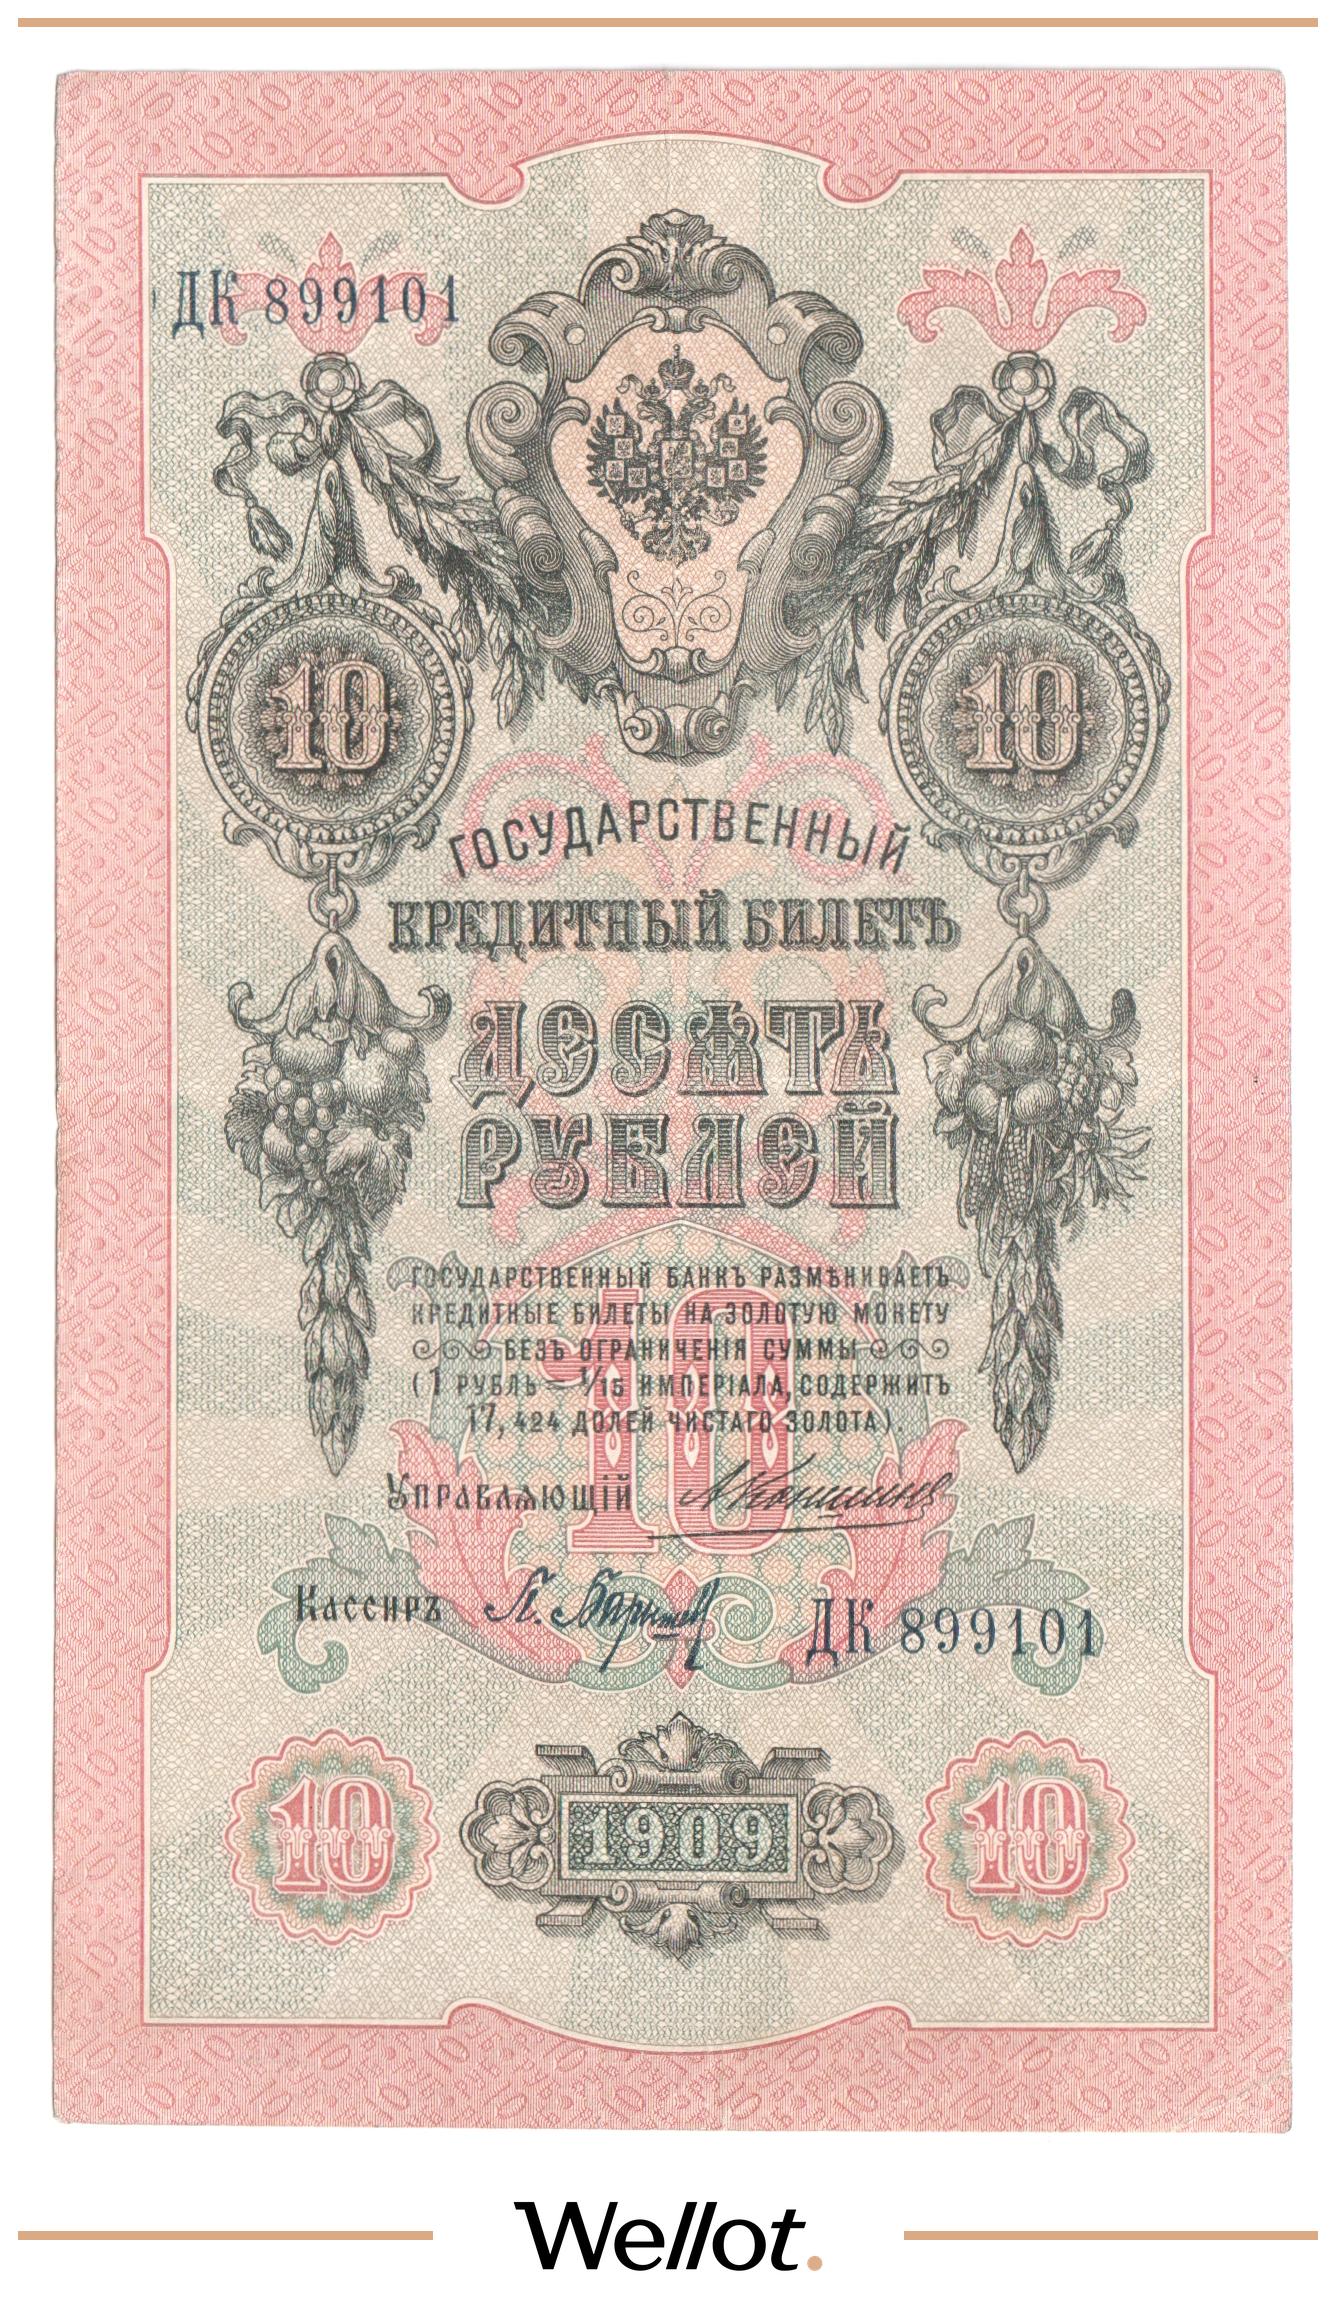 ДК 899101
10 10
ГОСУДАРСТВЕННЫЙ
КРЕДИТНЫЙ БИЛЕТЪ
ДЕСЯТЬ
РУБЛЕЙ
ГОСУДАРСТВЕННЫЙ БАНКЪ РАЗМѢНИВАЕТЪ
КРЕДИТНЫЕ БИЛЕТЫ НА ЗОЛОТУЮ МОНЕТУ
БЕЗЪ ОГРАНИЧЕНІЯ СУММЫ
(1 РУБЛЬ = 1/15 ИМПЕРІАЛА, СОДЕРЖИТЪ
17,424 ДОЛЕЙ ЧИСТАГО ЗОЛОТА).
10
Управляющій
Кассиръ
ДК 899101
10 1909 10
Wellot.